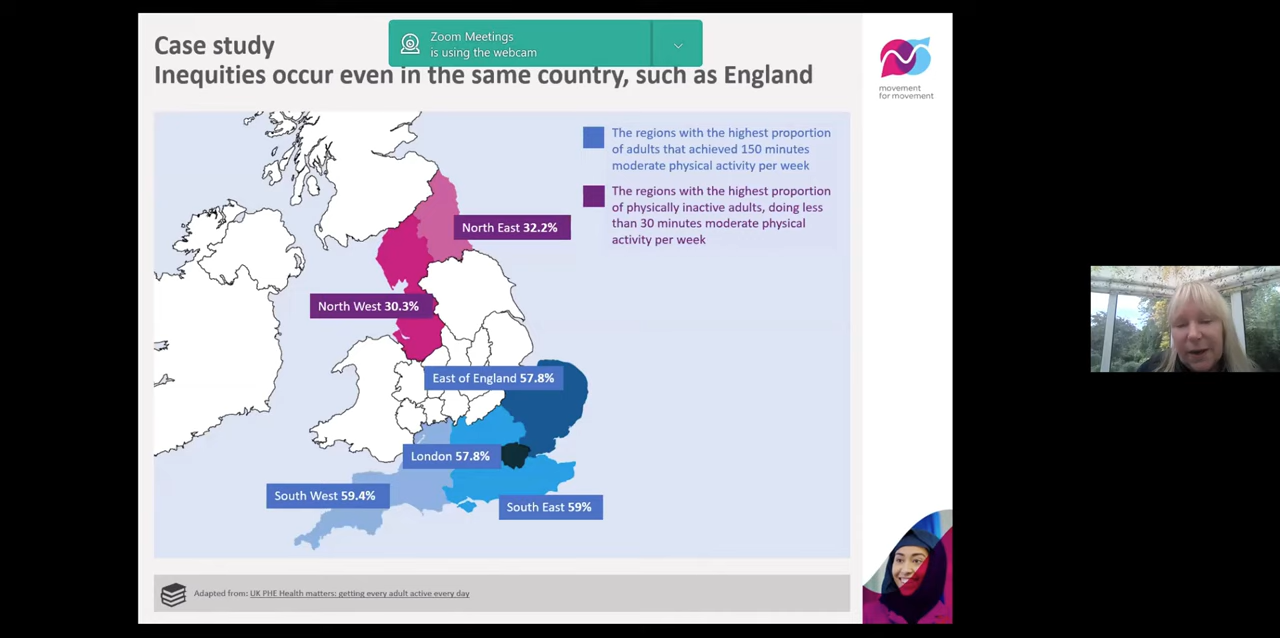 Case study
Zoom Meetings
is using the webcam
Inequities occur even in the same country, such as England
movement
for movement
The regions with the highest proportion
of adults that achieved 150 minutes
moderate physical activity per week
The regions with the highest proportion
of physically inactive adults, doing less
than 30 minutes moderate physical
activity per week
North East 32.2%
North West 30.3%
East of England 57.8%
London 57.8%
South West 59.4%
South East 59%
Adapted from: UK PHE Health matters: getting every adult active every day